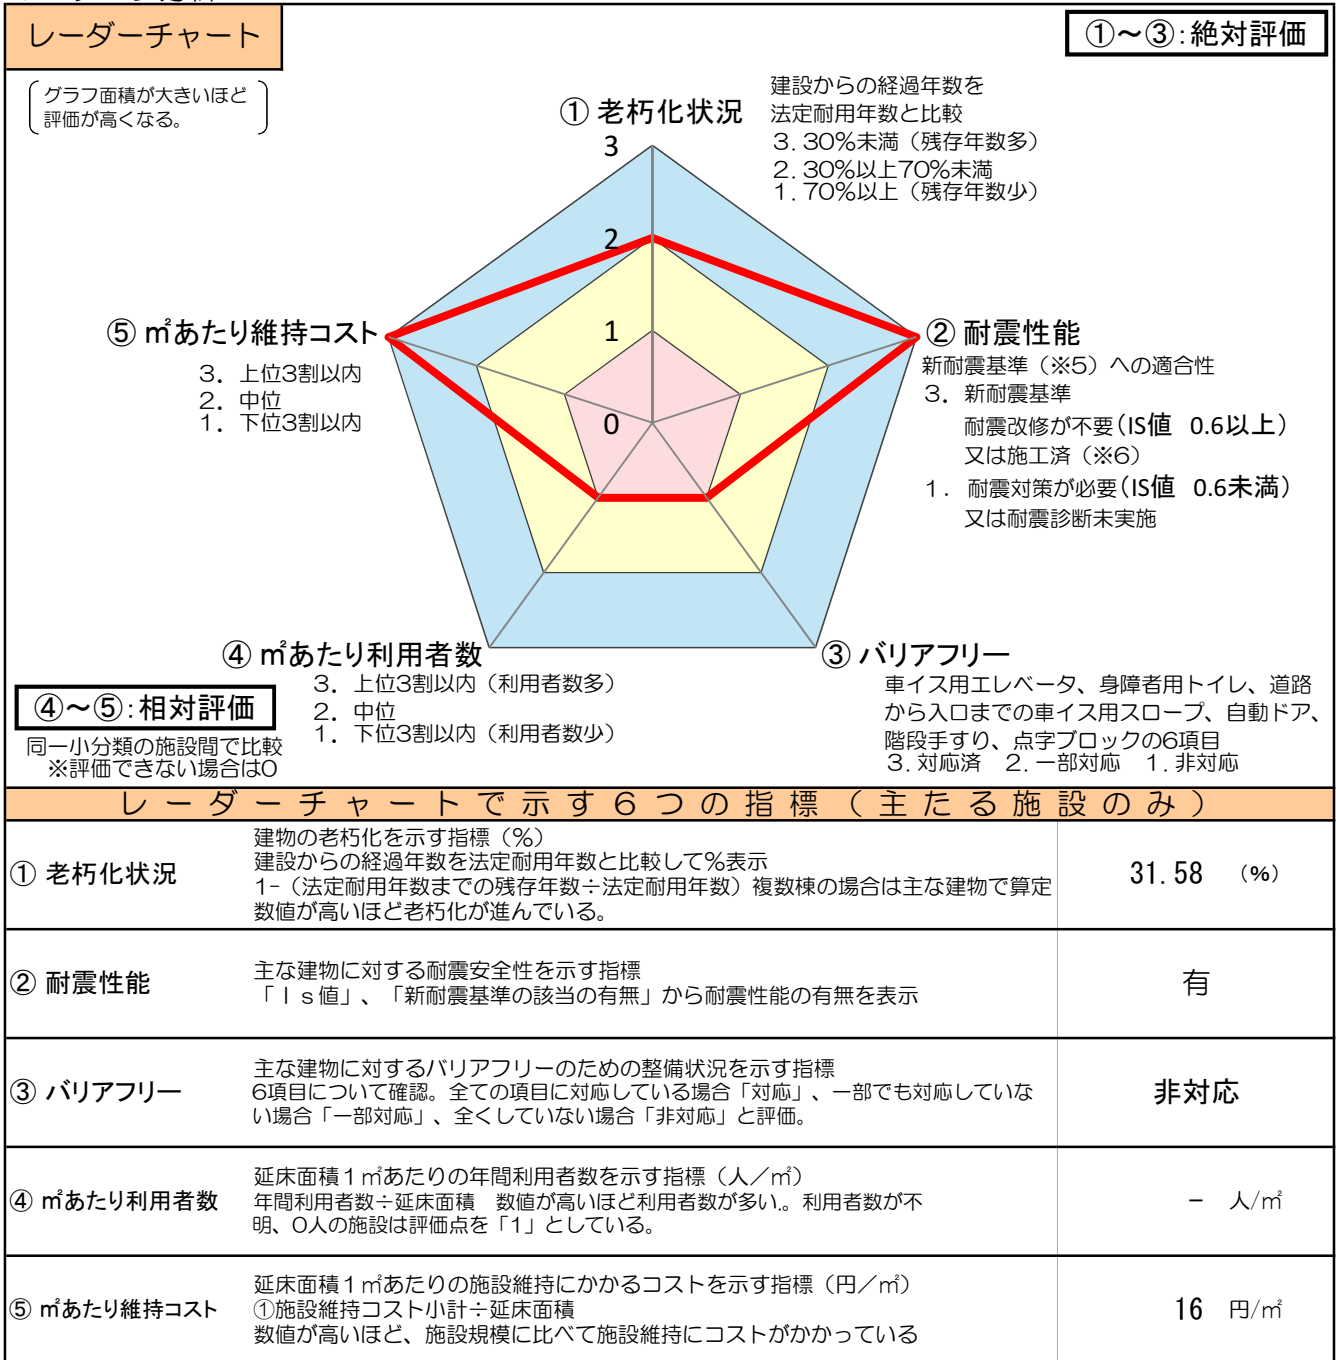 レーダーチャート
①～③:絶対評価
グラフ面積が大きいほど
評価が高くなる。
① 老朽化状況
建設からの経過年数を
法定耐用年数と比較
3. 30%未満（残存年数多）
2. 30%以上70%未満
1. 70%以上（残存年数少）
3
2
1
0
⑤ ㎡あたり維持コスト
3. 上位3割以内
2. 中位
1. 下位3割以内
② 耐震性能
新耐震基準（※5）への適合性
3. 新耐震基準
耐震改修が不要(IS値 0.6以上)
又は施工済（※6）
1. 耐震対策が必要(IS値 0.6未満)
又は耐震診断未実施
④ ㎡あたり利用者数
3. 上位3割以内（利用者数多）
2. 中位
1. 下位3割以内（利用者数少）
③ バリアフリー
車イス用エレベータ、身障者用トイレ、道路
から入口までの車イス用スロープ、自動ドア、
階段手すり、点字ブロックの6項目
3. 対応済 2. 一部対応 1. 非対応
④～⑤:相対評価
同一小分類の施設間で比較
※評価できない場合は0
レーダーチャートで示す６つの指標（主たる施設のみ）
① 老朽化状況
建物の老朽化を示す指標（%）
建設からの経過年数を法定耐用年数と比較して%表示
1-（法定耐用年数までの残存年数÷法定耐用年数）複数棟の場合は主な建物で算定
数値が高いほど老朽化が進んでいる。
31.58 (%)
② 耐震性能
主な建物に対する耐震安全性を示す指標
「Ｉｓ値」、「新耐震基準の該当の有無」から耐震性能の有無を表示
有
③ バリアフリー
主な建物に対するバリアフリーのための整備状況を示す指標
6項目について確認。全ての項目に対応している場合「対応」、一部でも対応していな
い場合「一部対応」、全くしていない場合「非対応」と評価。
非対応
④ ㎡あたり利用者数
延床面積１㎡あたりの年間利用者数を示す指標（人／㎡）
年間利用者数÷延床面積 数値が高いほど利用者数が多い。利用者数が不
明、0人の施設は評価点を「1」としている。
－ 人/㎡
⑤ ㎡あたり維持コスト
延床面積１㎡あたりの施設維持にかかるコストを示す指標（円／㎡）
①施設維持コスト小計÷延床面積
数値が高いほど、施設規模に比べて施設維持にコストがかかっている
16 円/㎡